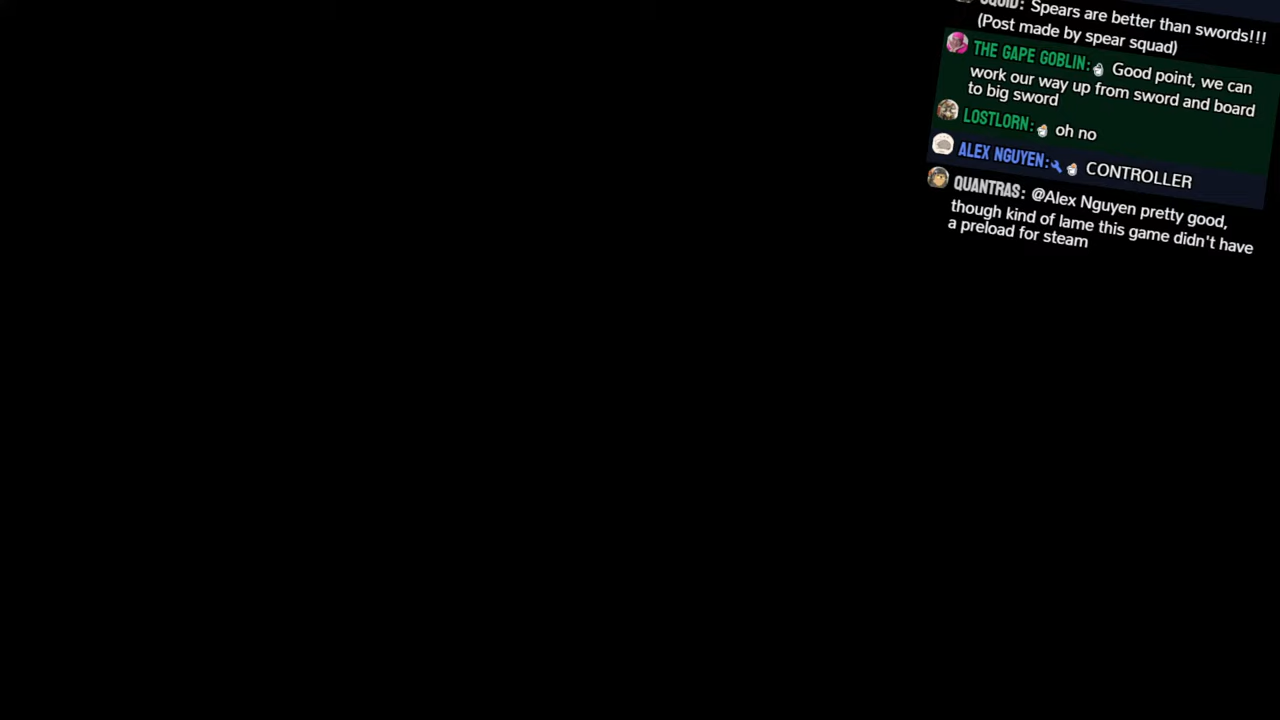 SQUID: Spears are better than swords!!!
(Post made by spear squad)
THE GAPE GOBLIN: Good point, we can
work our way up from sword and board
to big sword
LOSTLORN: oh no
ALEX NGUYEN: CONTROLLER
QUANTRAS: @Alex Nguyen pretty good,
though kind of lame this game didn't have
a preload for steam